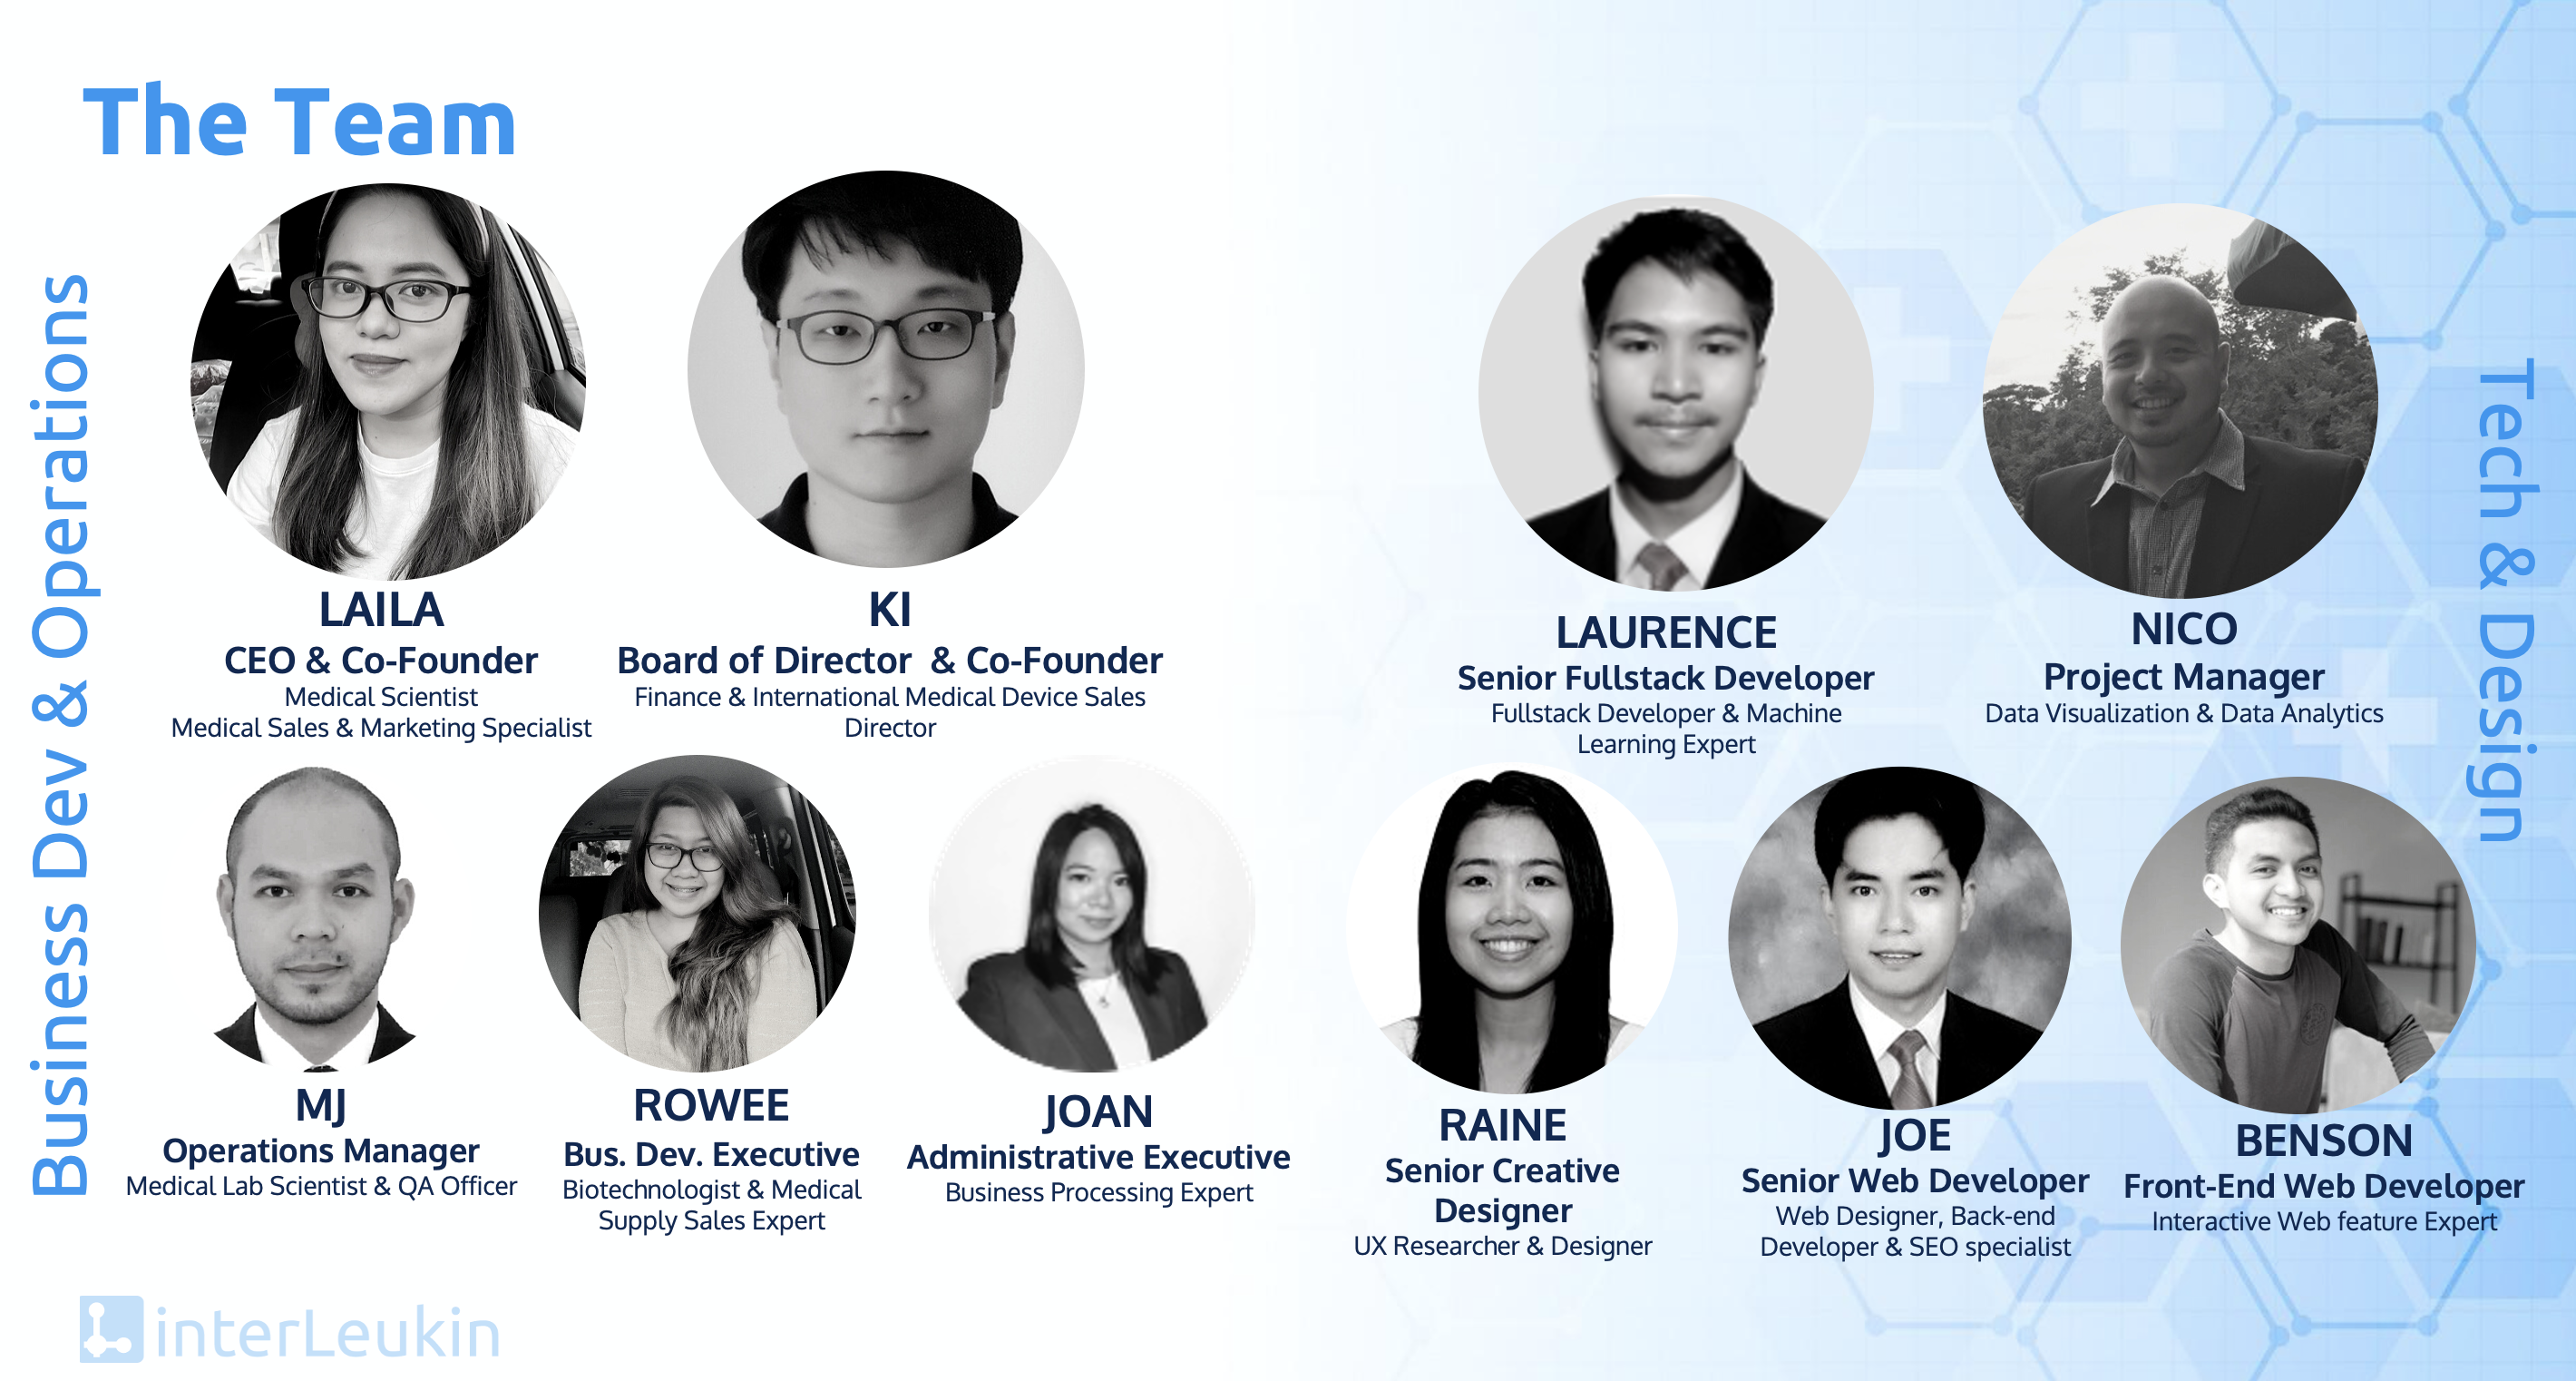 The Team
Business Dev & Operations
LAILA
CEO & Co-Founder
Medical Scientist
Medical Sales & Marketing Specialist
KI
Board of Director & Co-Founder
Finance & International Medical Device Sales
Director
MJ
Operations Manager
Medical Lab Scientist & QA Officer
ROWEE
Bus. Dev. Executive
Biotechnologist & Medical
Supply Sales Expert
JOAN
Administrative Executive
Business Processing Expert
Tech & Design
LAURENCE
Senior Fullstack Developer
Fullstack Developer & Machine
Learning Expert
NICO
Project Manager
Data Visualization & Data Analytics
RAINE
Senior Creative
Designer
UX Researcher & Designer
JOE
Senior Web Developer
Web Designer, Back-end
Developer & SEO specialist
BENSON
Front-End Web Developer
Interactive Web feature Expert
interLeukin